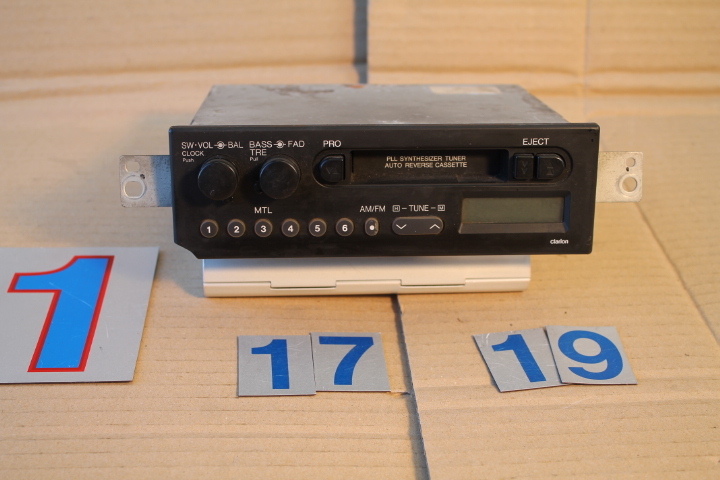 SW·VOL BAL
CLOCK
Push
BASS FAD
TRE
Pull
PRO
EJECT
PLL SYNTHESIZER TUNER
AUTO REVERSE CASSETTE
MTL
1 2 3 4 5 6
AM/FM
M – TUNE – M
clarion
1
17
19